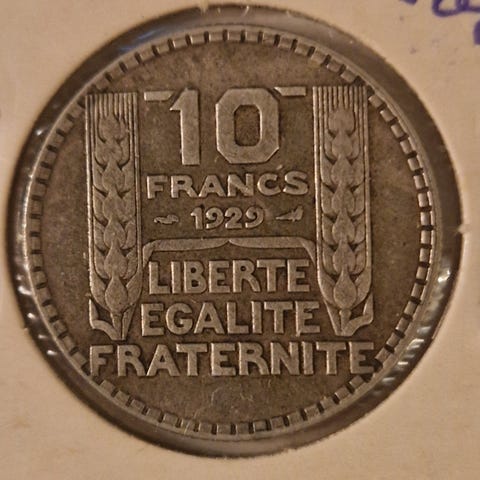 10
FRANCS
1929
LIBERTE
EGALITE
FRATERNITE